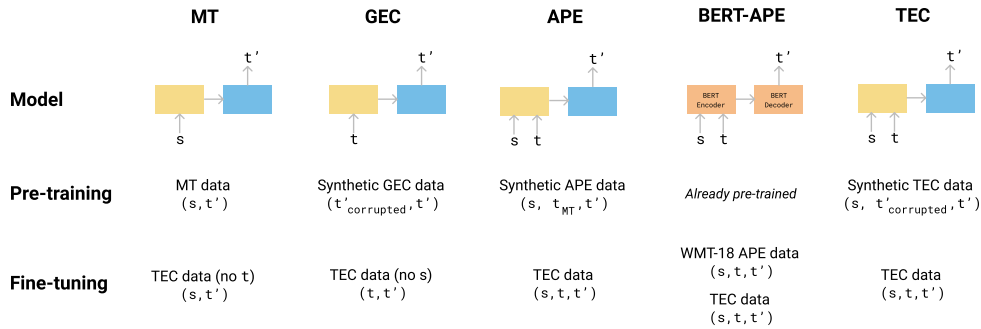 MT GEC APE BERT-APE TEC
t’ t’ t’ t’ t’
Model
BERT Encoder BERT Decoder
s t s t s t s t
Pre-training
MT data Synthetic GEC data Synthetic APE data Already pre-trained Synthetic TEC data
(s,t’) (t’corrupted,t’) (s, tMT,t’) (s, t’corrupted,t’)
Fine-tuning
TEC data (no t) TEC data (no s) TEC data WMT-18 APE data TEC data
(s,t’) (t,t’) (s,t,t’) (s,t,t’) (s,t,t’)
TEC data
(s,t,t’)